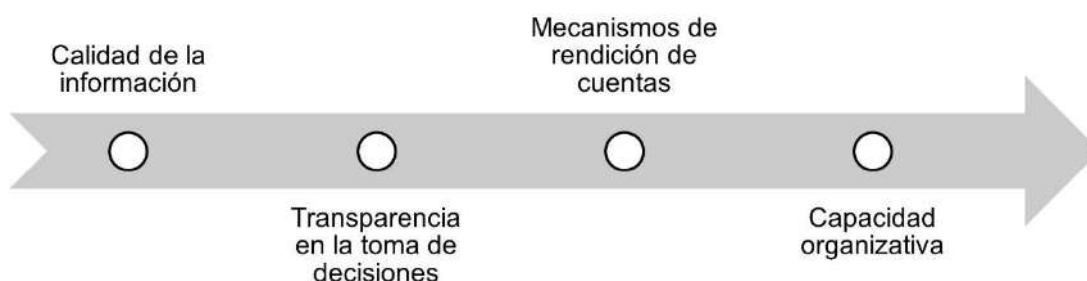 Calidad de la
información
Transparencia
en la toma de
decisiones
Mecanismos de
rendición de
cuentas
Capacidad
organizativa